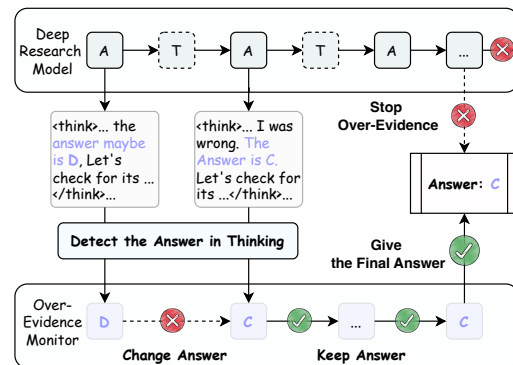 Deep
Research
Model
A
T
A
T
A
...
<think>... the
answer maybe
is D, Let's
check for its ...
</think>...
<think>... I was
wrong. The
Answer is C.
Let's check for
its ...</think>...
Stop
Over-Evidence
Answer: C
Detect the Answer in Thinking
Give
the Final Answer
Over-
Evidence
Monitor
D
C
...
C
Change Answer
Keep Answer